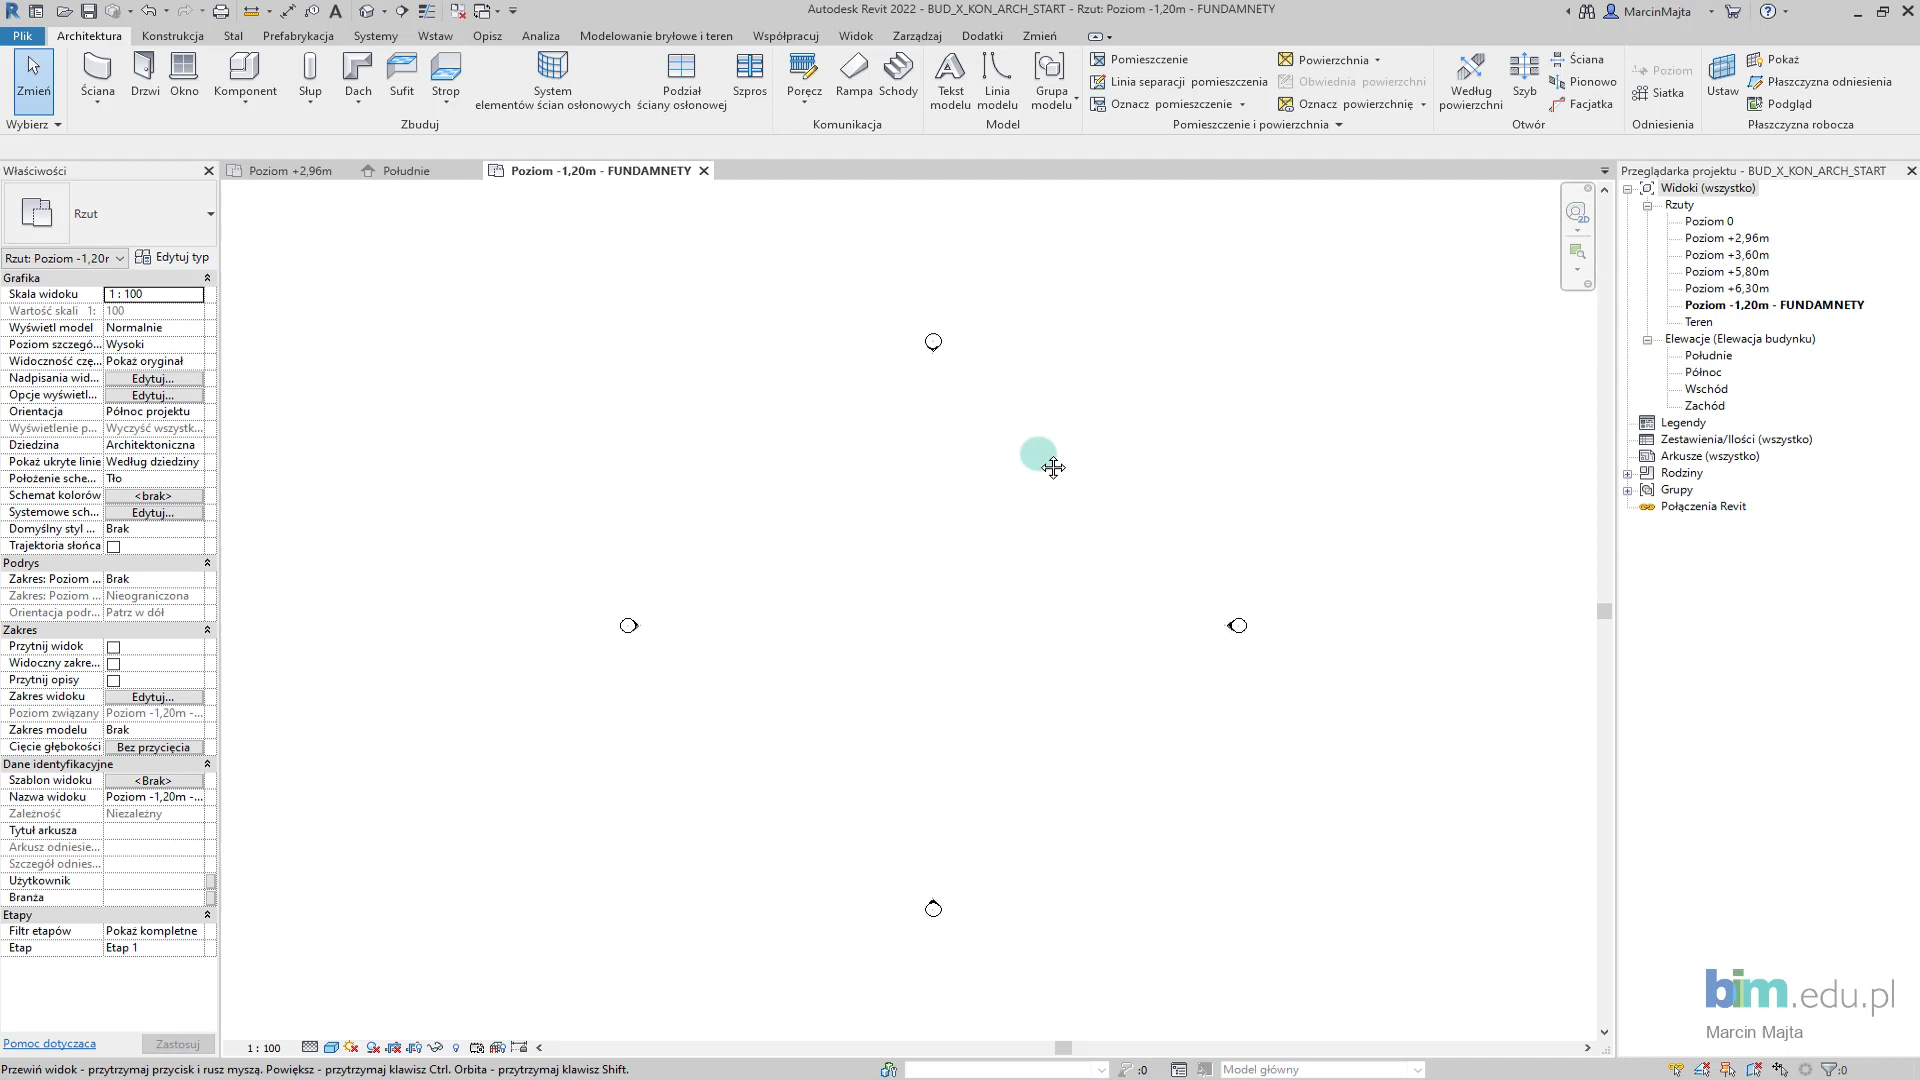 Autodesk Revit 2022 - BUD_X_KON_ARCH_START - Rzut: Poziom -1,20m - FUNDAMNETY
MarcinMajta
Plik Architektura Konstrukcja Stal Prefabrykacja Systemy Wstaw Opisz Analiza Modelowanie bryłowe i teren Współpracuj Widok Zarządzaj Dodatki Zmień
Zmień
Ściana
Drzwi
Okno
Komponent
Słup
Dach
Sufit
Strop
System
elementów ścian osłonowych
Podział
ściany osłonowej
Szpros
Poręcz
Rampa
Schody
Tekst
modelu
Linia
modelu
Grupa
modelu
Pomieszczenie
Linia separacji pomieszczenia
Oznacz pomieszczenie
Powierzchnia
Obwiednia powierzchni
Oznacz powierzchnię
Według
powierzchni
Szyb
Ściana
Pionowo
Facjatka
Poziom
Siatka
Ustaw
Pokaż
Płaszczyzna odniesienia
Podgląd
Wybierz
Zbuduj
Komunikacja
Model
Pomieszczenie i powierzchnia
Otwór
Odniesienia
Płaszczyzna robocza
Właściwości
Rzut
Rzut: Poziom -1,20r
Edytuj typ
Grafika
Skala widoku 1 : 100
Wartość skali 1: 100
Wyświetl model Normalnie
Poziom szczegó... Wysoki
Widoczność czę... Pokaż oryginał
Nadpisania wid... Edytuj...
Opcje wyświetl... Edytuj...
Orientacja Północ projektu
Wyświetlenie p... Wyczyść wszystk...
Dziedzina Architektoniczna
Pokaż ukryte linie Według dziedziny
Położenie sche... Tło
Schemat kolorów <brak>
Systemowe sch... Edytuj...
Domyślny styl ... Brak
Trajektoria słońca
Podrys
Zakres: Poziom ... Brak
Zakres: Poziom ... Nieograniczona
Orientacja podr... Patrz w dół
Zakres
Przytnij widok
Widoczny zakre...
Przytnij opisy
Zakres widoku Edytuj...
Poziom związany Poziom -1,20m -...
Zakres modelu Brak
Cięcie głębokości Bez przycięcia
Dane identyfikacyjne
Szablon widoku <Brak>
Nazwa widoku Poziom -1,20m -...
Zależność Niezależny
Tytuł arkusza
Arkusz odniesie...
Szczegół odnies...
Użytkownik
Branża
Etapy
Filtr etapów Pokaż kompletne
Etap Etap 1
Pomoc dotycząca
Zastosuj
Poziom +2,96m
Południe
Poziom -1,20m - FUNDAMNETY
2D
Przeglądarka projektu - BUD_X_KON_ARCH_START
Widoki (wszystko)
Rzuty
Poziom 0
Poziom +2,96m
Poziom +3,60m
Poziom +5,80m
Poziom +6,30m
Poziom -1,20m - FUNDAMNETY
Teren
Elewacje (Elewacja budynku)
Południe
Północ
Wschód
Zachód
Legendy
Zestawienia/Ilości (wszystko)
Arkusze (wszystko)
Rodziny
Grupy
Połączenia Revit
bim.edu.pl
Marcin Majta
1 : 100
Przewiń widok - przytrzymaj przycisk i rusz myszą. Powiększ - przytrzymaj klawisz Ctrl. Orbita - przytrzymaj klawisz Shift.
:0
Model główny
:0